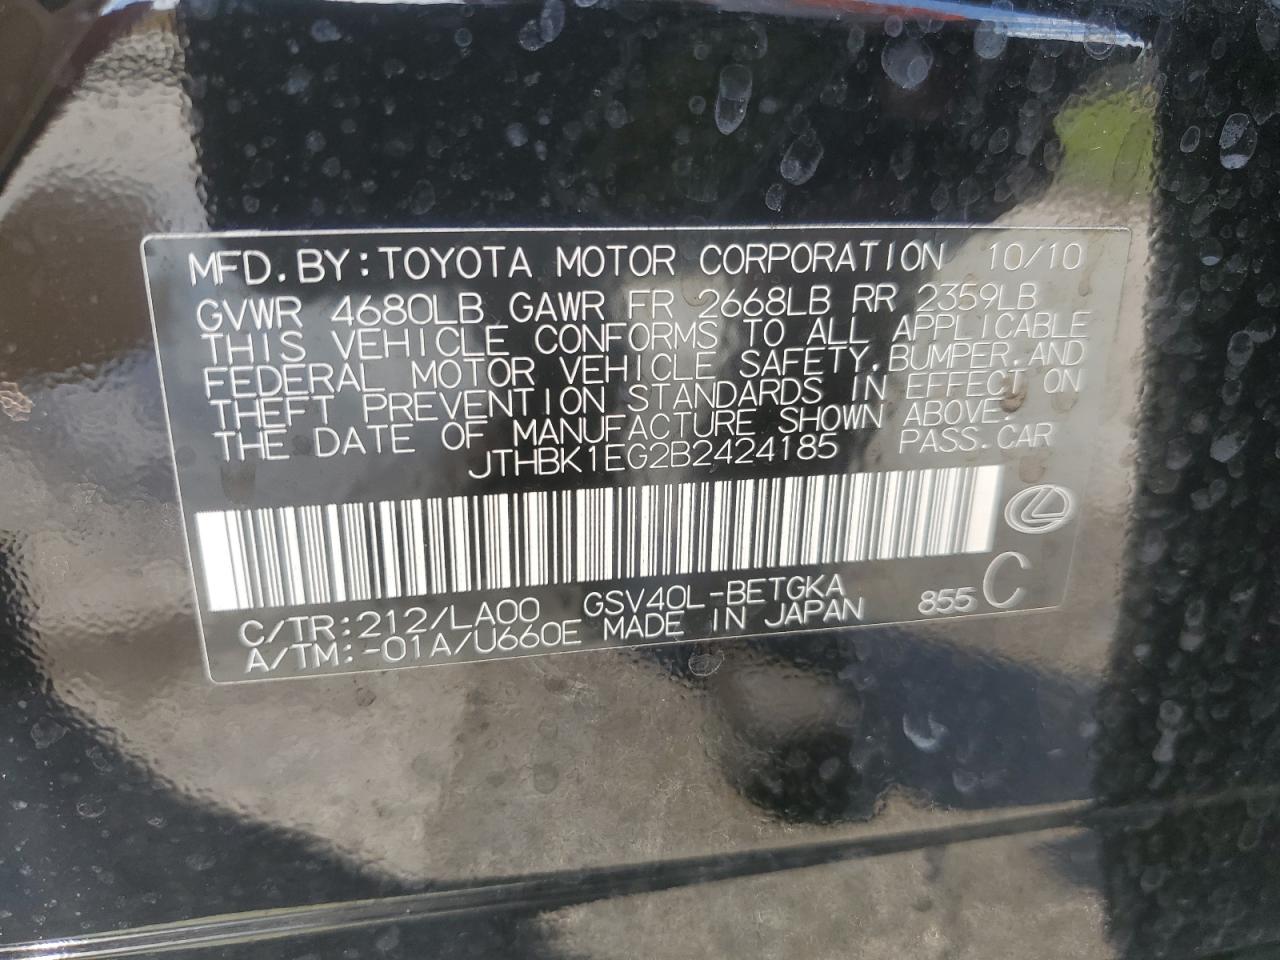 MFD.BY:TOYOTA MOTOR CORPORATION 10/10
GVWR 4680LB GAWR FR 2668LB RR 2359LB
THIS VEHICLE CONFORMS TO ALL APPLICABLE
FEDERAL MOTOR VEHICLE SAFETY,BUMPER,AND
THEFT PREVENTION STANDARDS IN EFFECT ON
THE DATE OF MANUFACTURE SHOWN ABOVE.
JTHBK1EG2B2424185 PASS.CAR
C/TR:212/LA00 GSV40L-BETGKA 855 C
A/TM:-01A/U660E MADE IN JAPAN